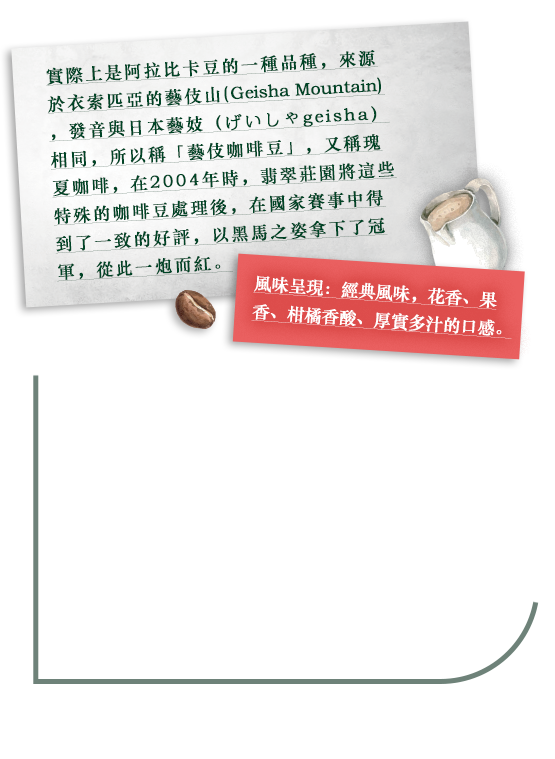 實際上是阿拉比卡豆的一種品種，來源
於衣索匹亞的藝伎山(Geisha Mountain)
，發音與日本藝妓（げいしゃgeisha）
相同，所以稱「藝伎咖啡豆」，又稱瑰
夏咖啡，在2004年時，翡翠莊園將這些
特殊的咖啡豆處理後，在國家賽事中得
到了一致的好評，以黑馬之姿拿下了冠
軍，從此一炮而紅。
風味呈現：經典風味，花香、果
香、柑橘香酸、厚實多汁的口感。